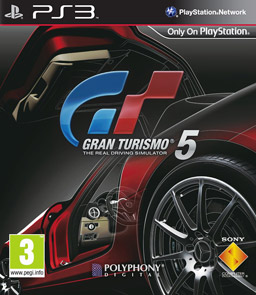 PS3
PlayStation®Network
Only On PlayStation®
GT
GRAN TURISMO 5
THE REAL DRIVING SIMULATOR
3
www.pegi.info
POLYPHONY
DIGITAL
SONY